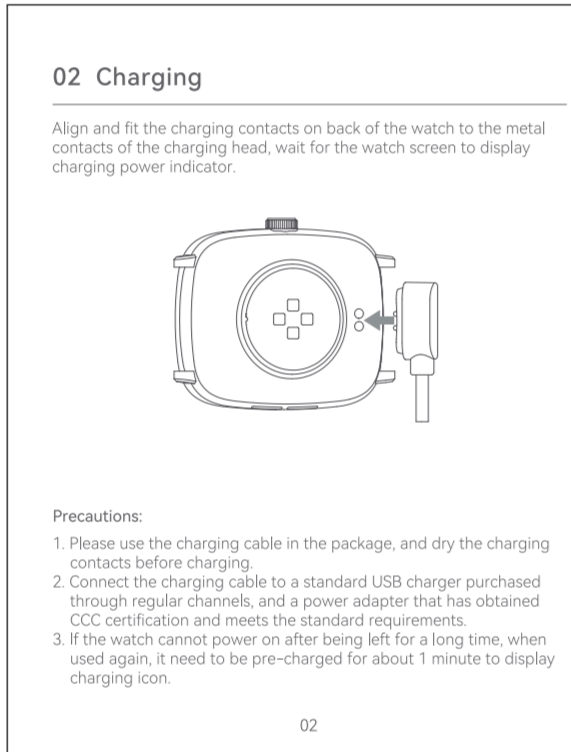 02 Charging
Align and fit the charging contacts on back of the watch to the metal
contacts of the charging head, wait for the watch screen to display
charging power indicator.
Precautions:
1. Please use the charging cable in the package, and dry the charging
contacts before charging.
2. Connect the charging cable to a standard USB charger purchased
through regular channels, and a power adapter that has obtained
CCC certification and meets the standard requirements.
3. If the watch cannot power on after being left for a long time, when
used again, it need to be pre-charged for about 1 minute to display
charging icon.
02